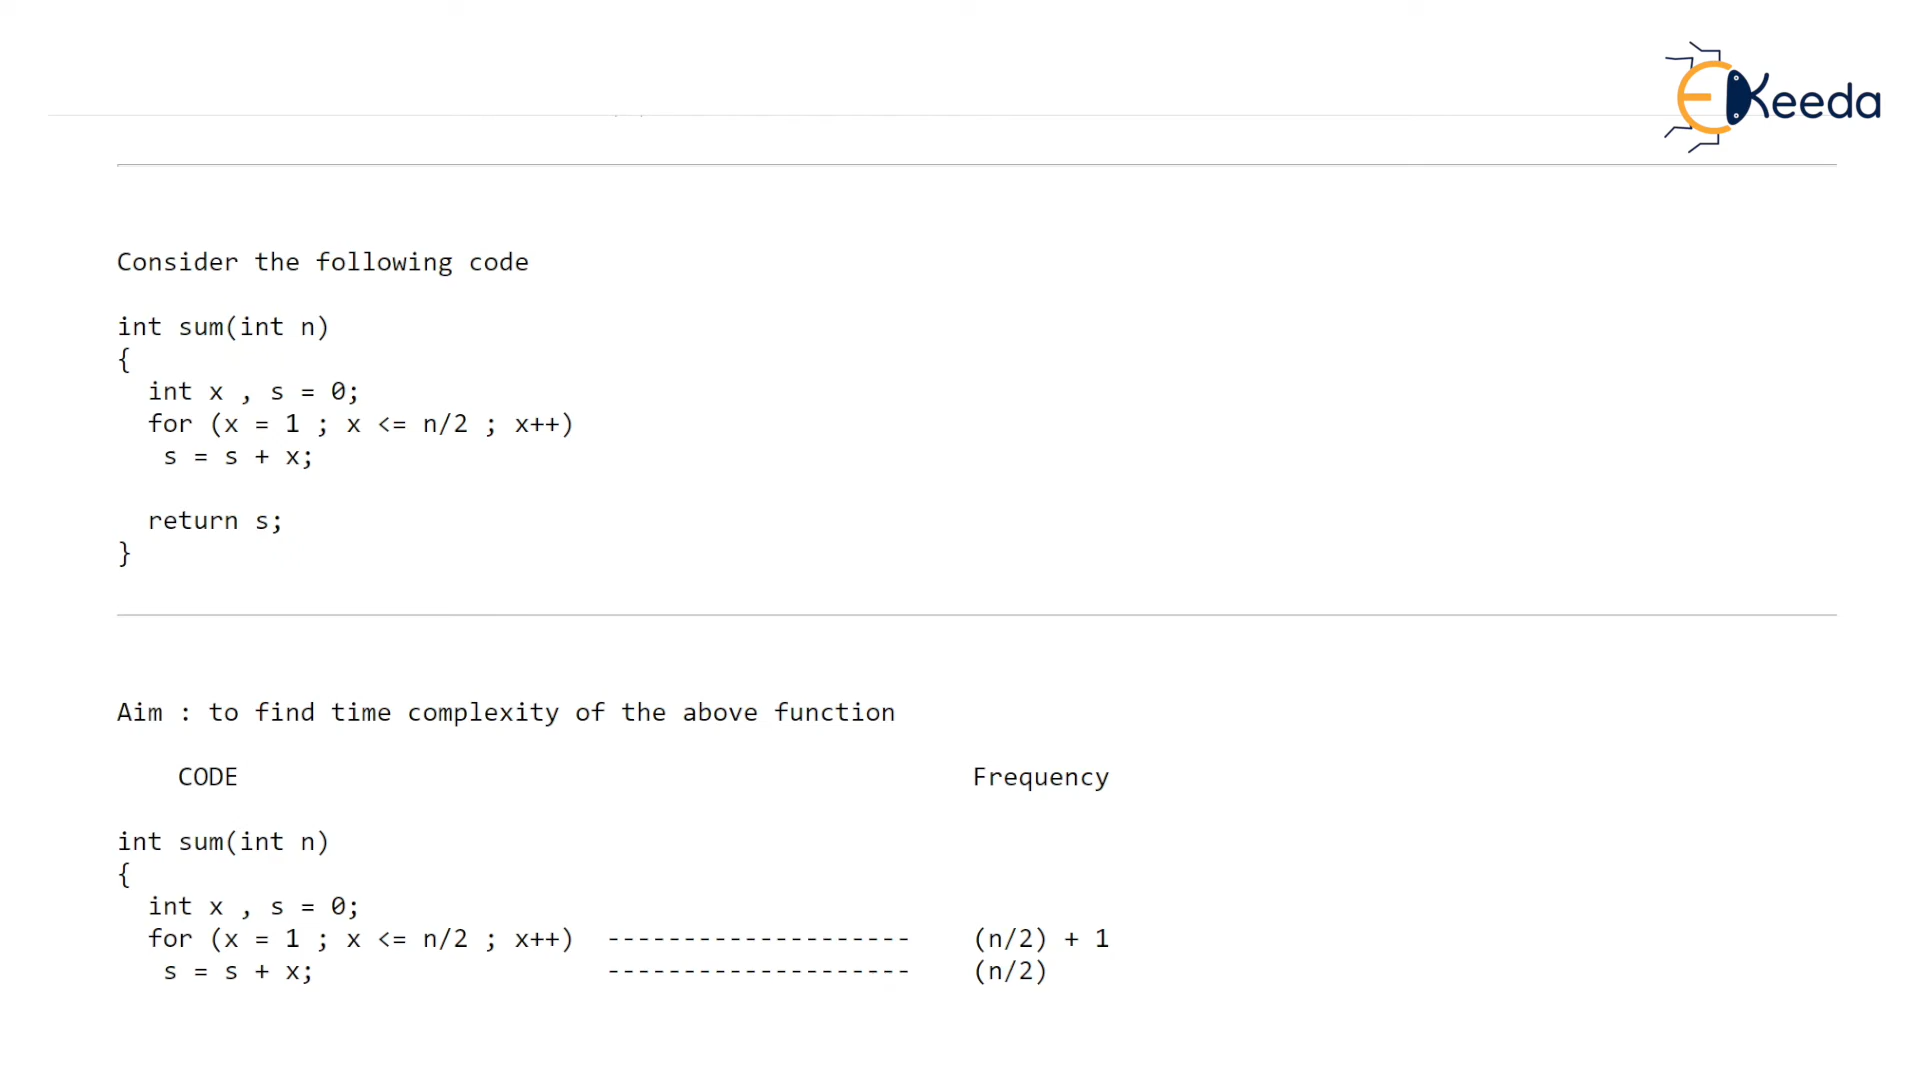 EKeeda
Consider the following code
int sum(int n)
{
int x , s = 0;
for (x = 1 ; x <= n/2 ; x++)
s = s + x;
return s;
}
Aim : to find time complexity of the above function
CODE Frequency
int sum(int n)
{
int x , s = 0;
for (x = 1 ; x <= n/2 ; x++) -------------------- (n/2) + 1
s = s + x; -------------------- (n/2)